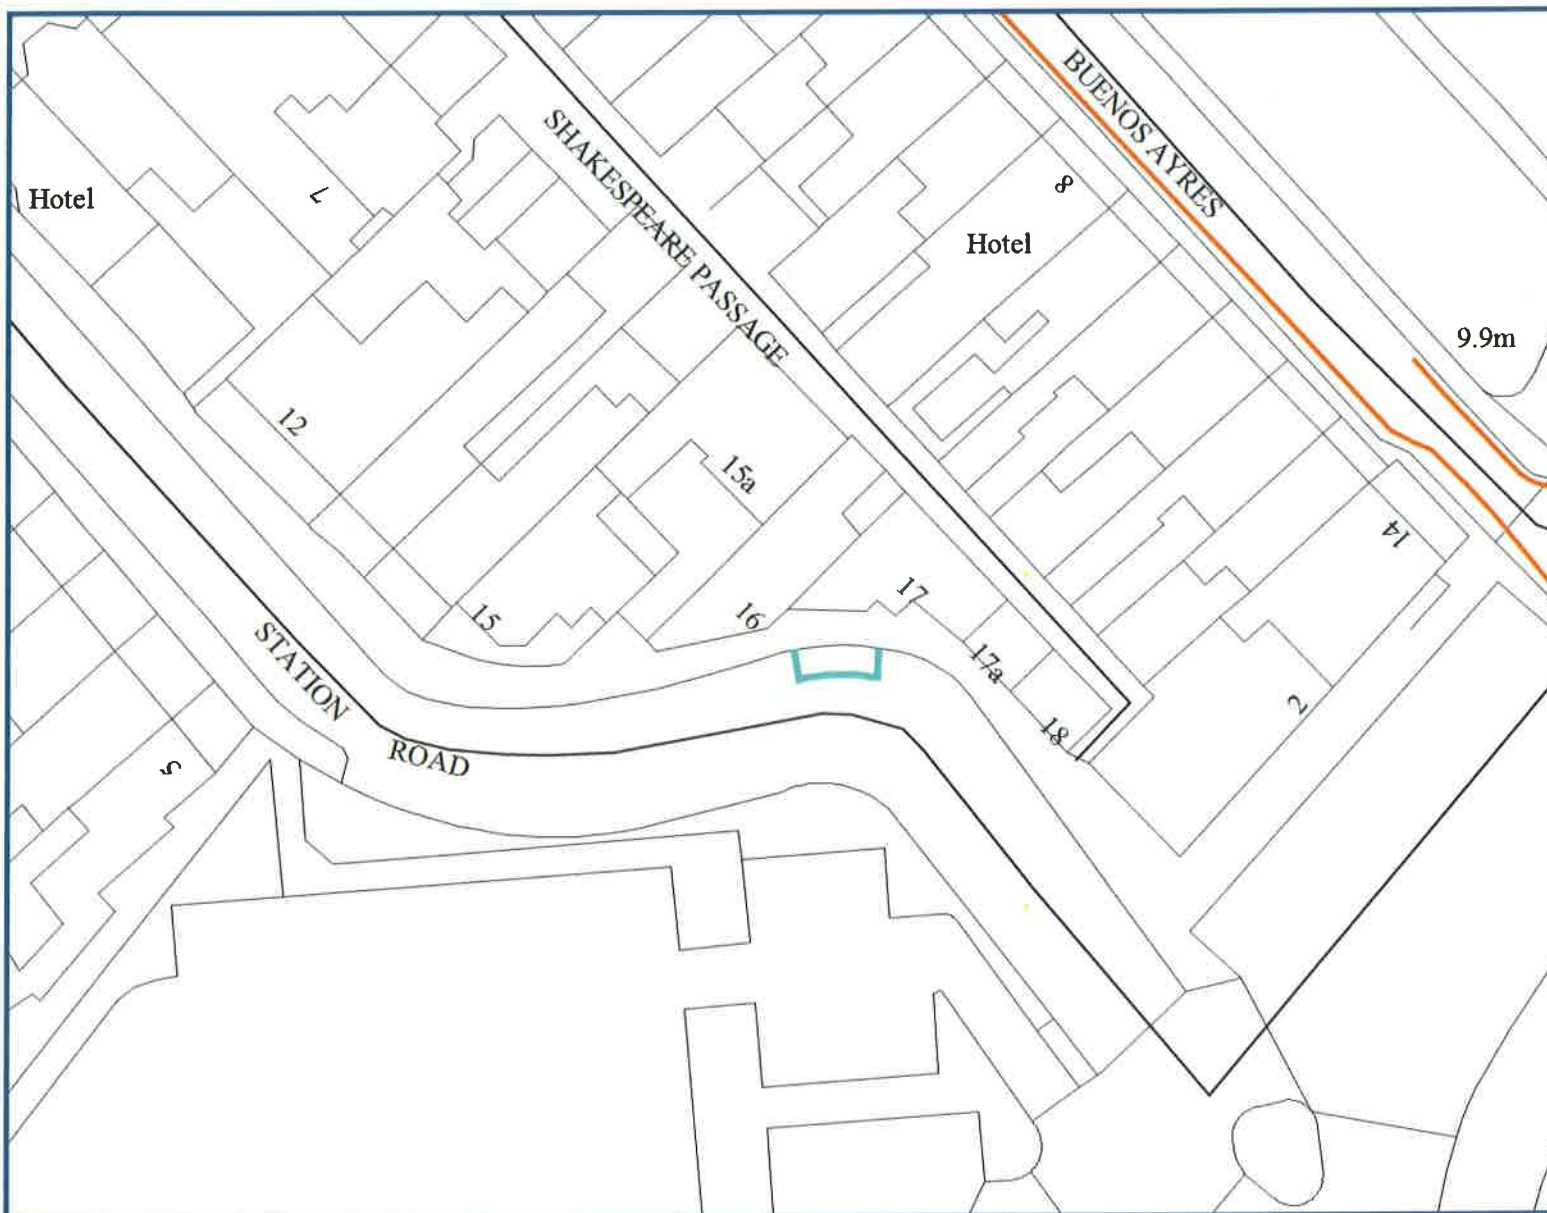 BUENOS AYRES
SHAKESPEARE PASSAGE
Hotel
7
8
Hotel
9.9m
12
15a
14
15
16
17
17a
STATION
ROAD
18
2
5